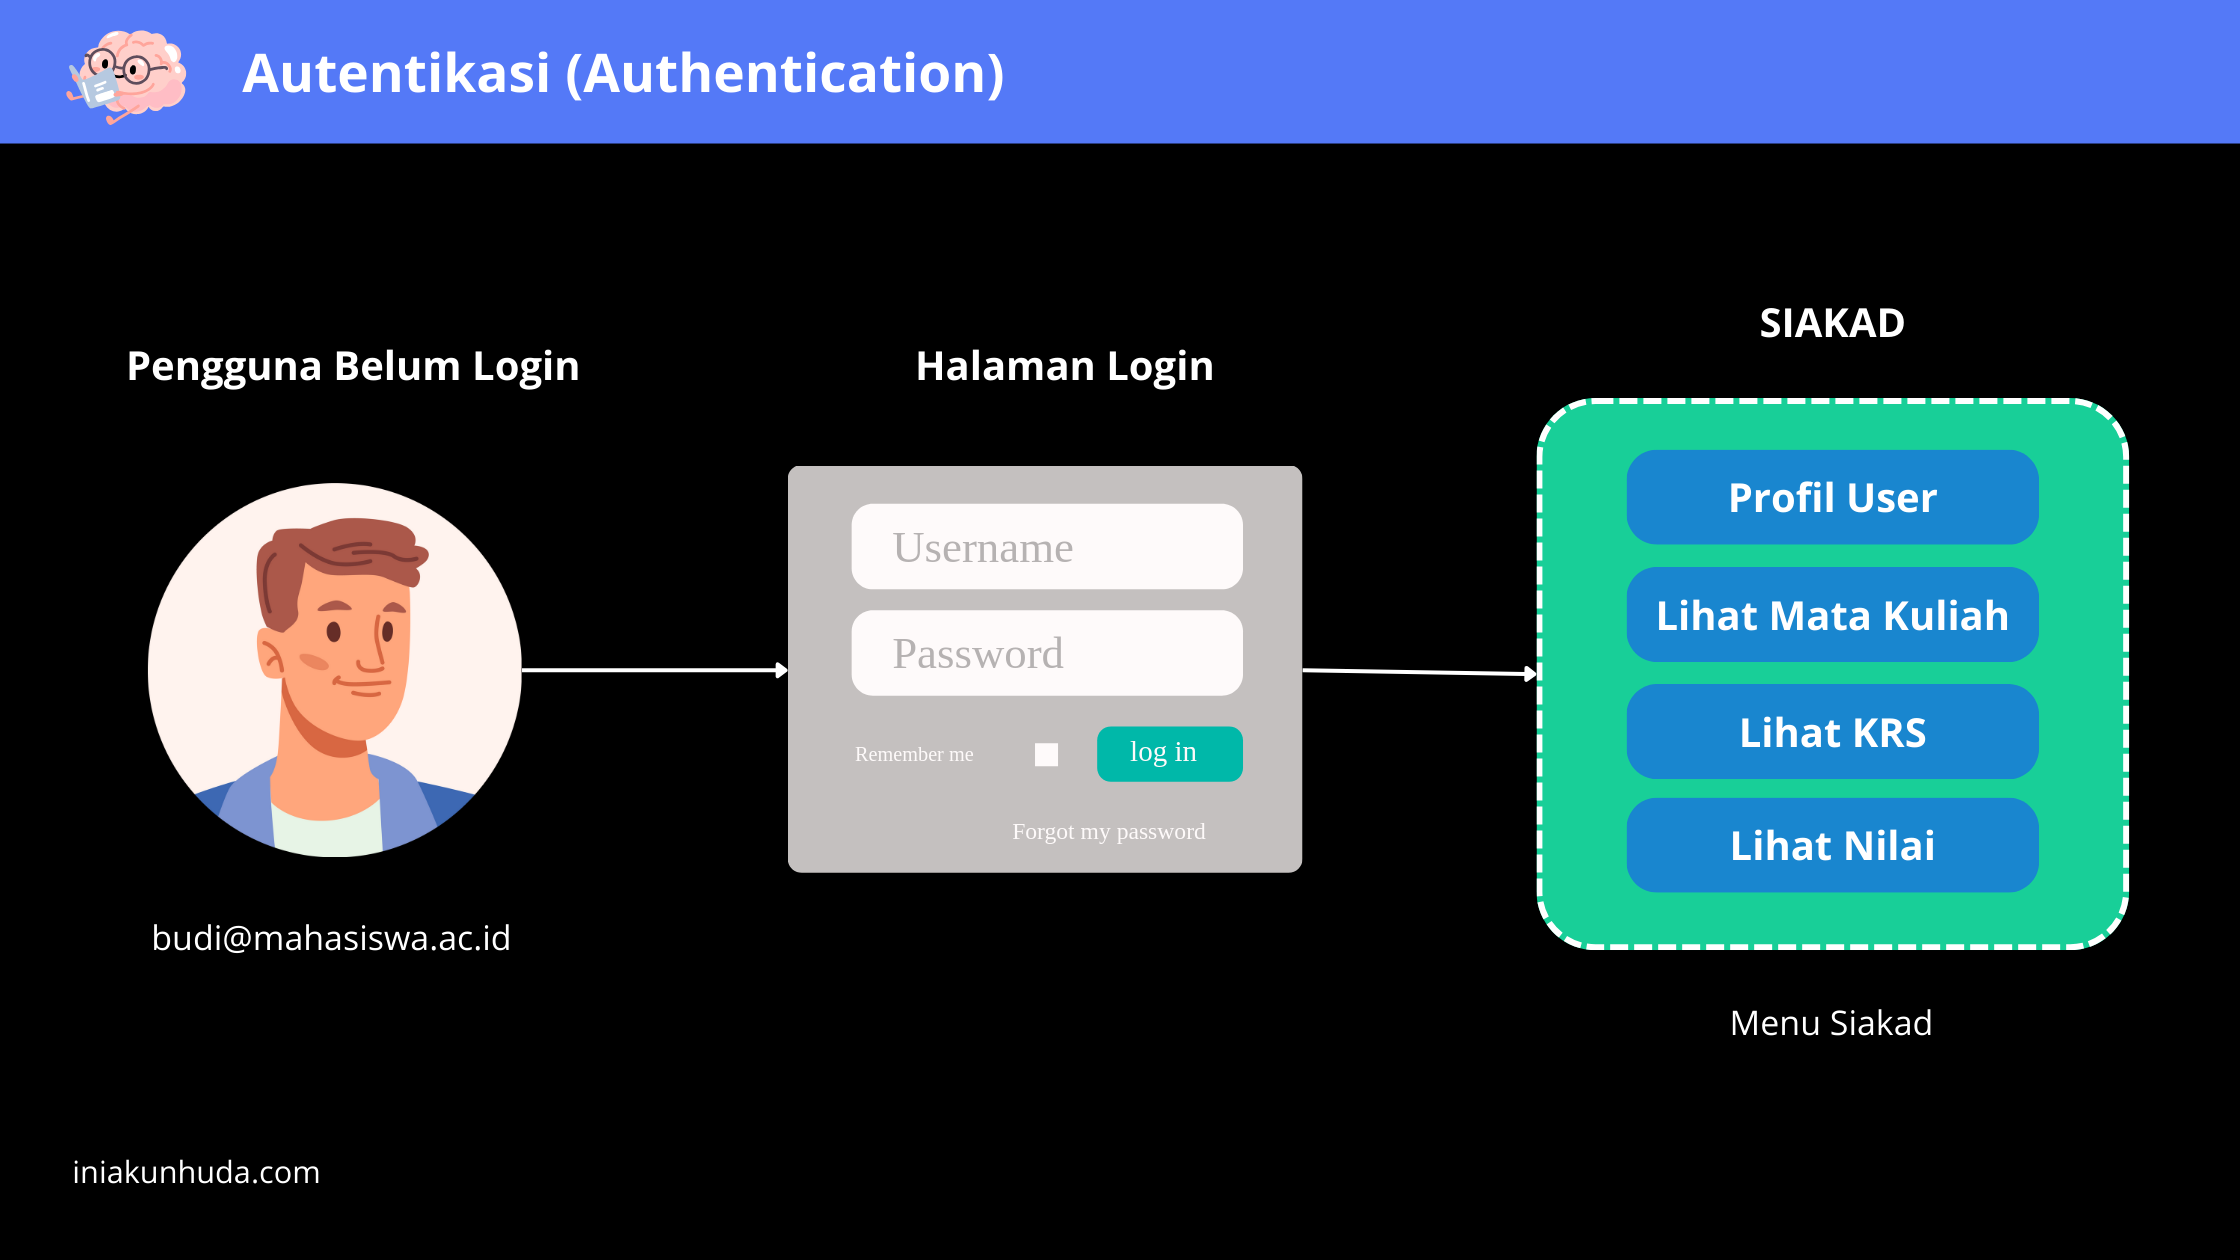 Autentikasi (Authentication)
Pengguna Belum Login
budi@mahasiswa.ac.id
Halaman Login
Username
Password
Remember me
log in
Forgot my password
SIAKAD
Profil User
Lihat Mata Kuliah
Lihat KRS
Lihat Nilai
Menu Siakad
iniakunhuda.com